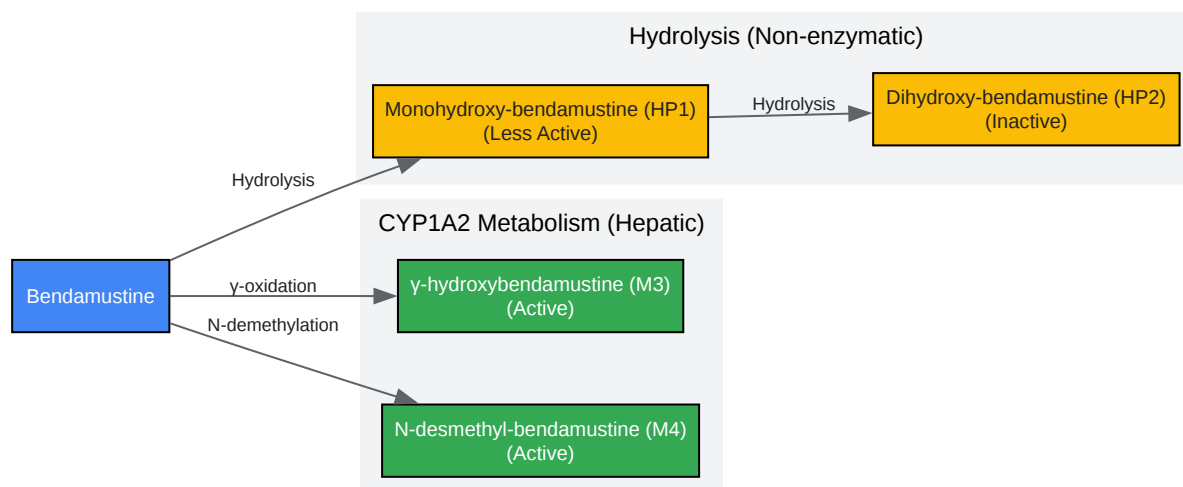 Hydrolysis (Non-enzymatic)
Monohydroxy-bendamustine (HP1)
(Less Active)
Hydrolysis
Dihydroxy-bendamustine (HP2)
(Inactive)
Hydrolysis
CYP1A2 Metabolism (Hepatic)
Bendamustine
γ-oxidation
γ-hydroxybendamustine (M3)
(Active)
N-demethylation
N-desmethyl-bendamustine (M4)
(Active)